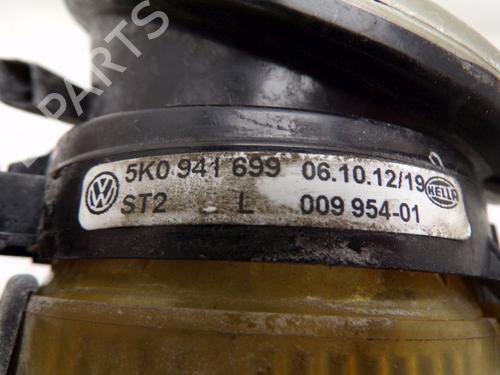 PARTS
5K0 941 699 06.10.12/19 HELLA
ST2 L 009 954-01